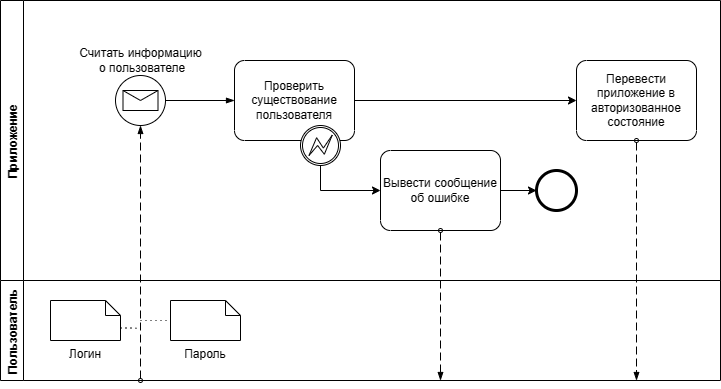 Приложение
Считать информацию
о пользователе
Проверить
существование
пользователя
Перевести
приложение в
авторизованное
состояние
Вывести сообщение
об ошибке
Пользователь
Логин
Пароль